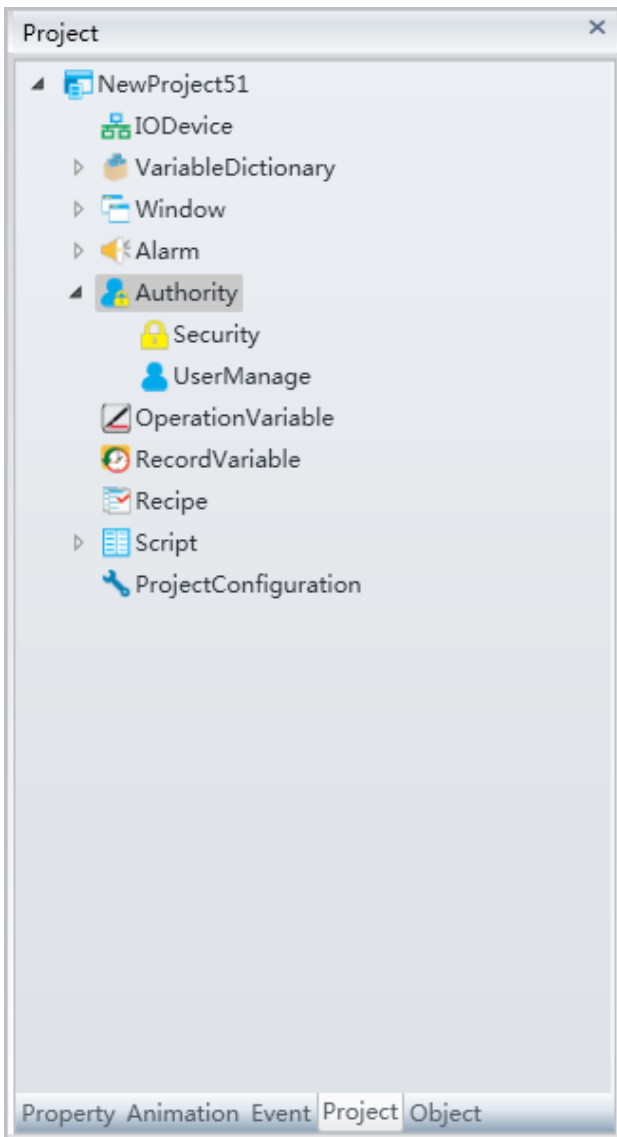 Project
NewProject51
IODevice
VariableDictionary
Window
Alarm
Authority
Security
UserManage
OperationVariable
RecordVariable
Recipe
Script
ProjectConfiguration
Property Animation Event Project Object